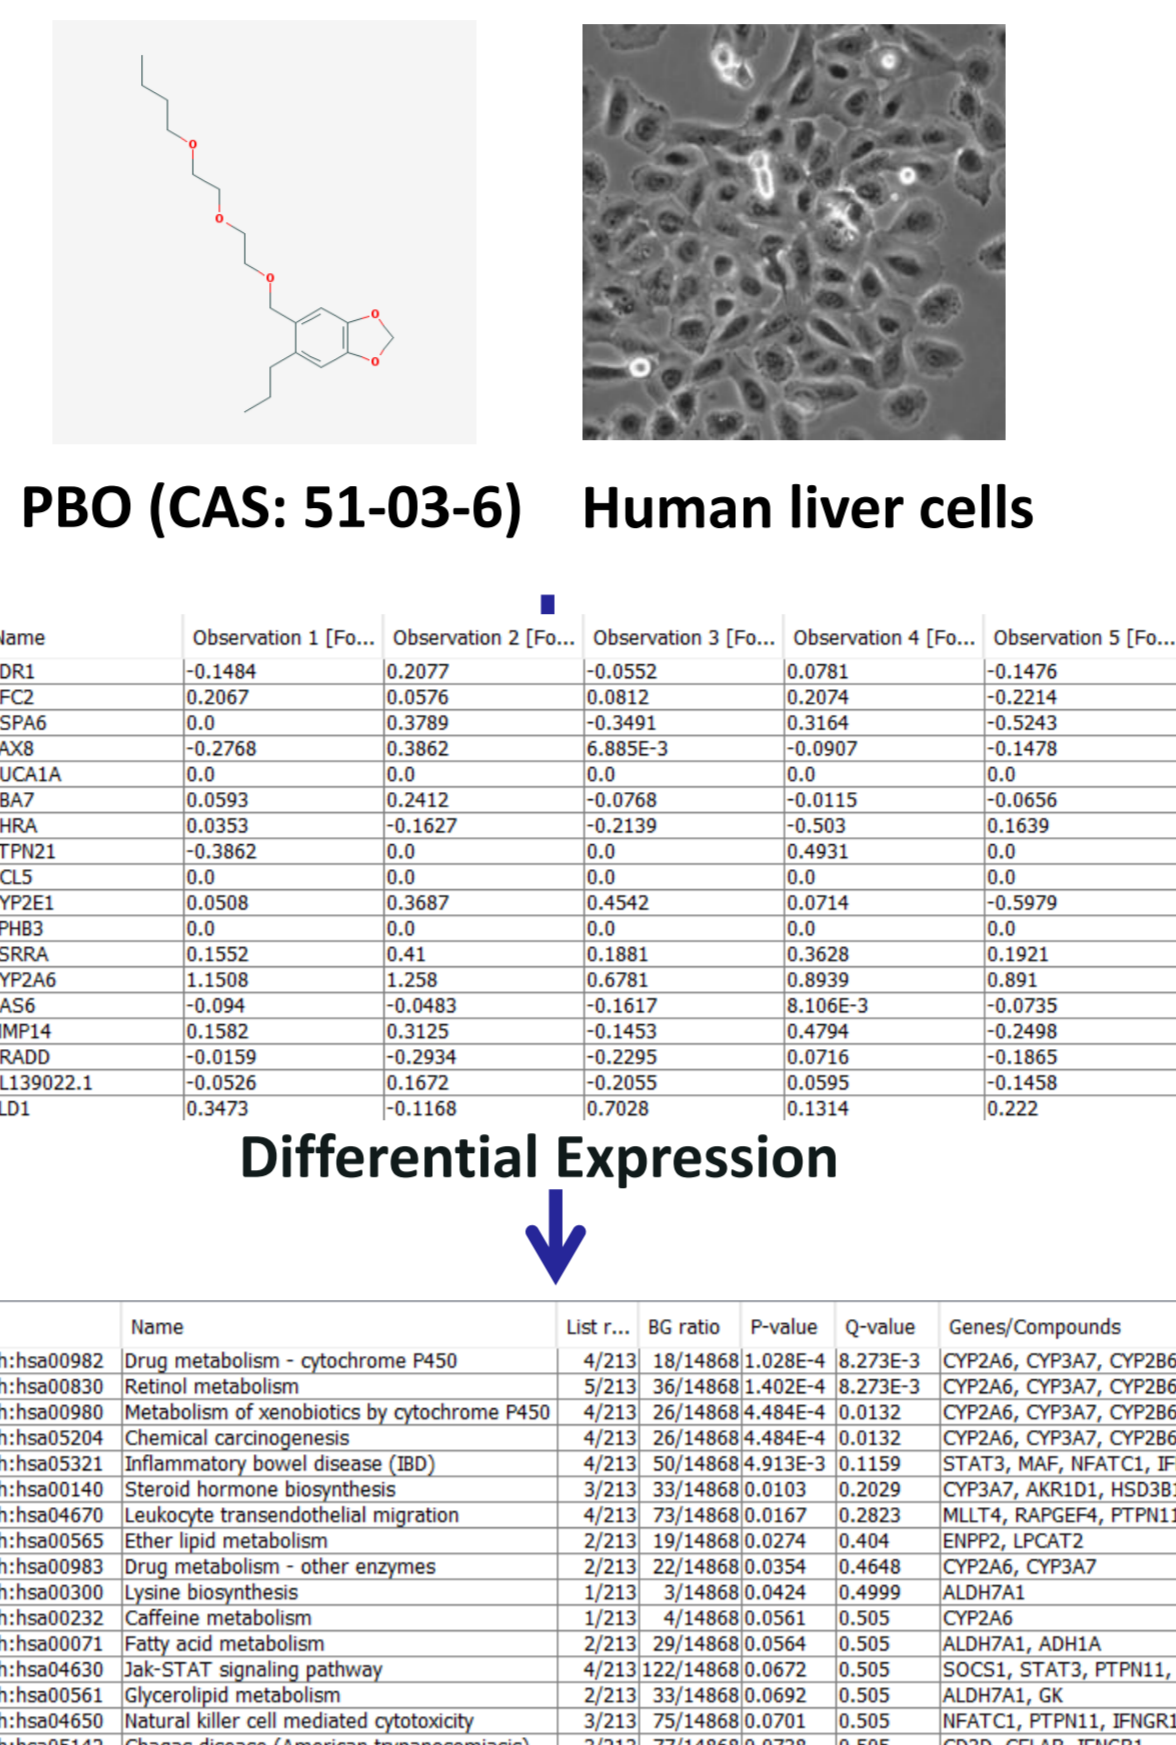 O
O
O
O
O
PBO (CAS: 51-03-6) Human liver cells
Name Observation 1 [Fo... Observation 2 [Fo... Observation 3 [Fo... Observation 4 [Fo... Observation 5 [Fo...
DR1 -0.1484 0.2077 -0.0552 0.0781 -0.1476
FC2 0.2067 0.0576 0.0812 0.2074 -0.2214
SPA6 0.0 0.3789 -0.3491 0.3164 -0.5243
AX8 -0.2768 0.3862 6.885E-3 -0.0907 -0.1478
UCA1A 0.0 0.0 0.0 0.0 0.0
BA7 0.0593 0.2412 -0.0768 -0.0115 -0.0656
HRA 0.0353 -0.1627 -0.2139 -0.503 0.1639
TPN21 -0.3862 0.0 0.0 0.4931 0.0
CL5 0.0 0.0 0.0 0.0 0.0
YP2E1 0.0508 0.3687 0.4542 0.0714 -0.5979
PHB3 0.0 0.0 0.0 0.0 0.0
SRRA 0.1552 0.41 0.1881 0.3628 0.1921
YP2A6 1.1508 1.258 0.6781 0.8939 0.891
AS6 -0.094 -0.0483 -0.1617 8.106E-3 -0.0735
MMP14 0.1582 0.3125 -0.1453 0.4794 -0.2498
RADD -0.0159 -0.2934 -0.2295 0.0716 -0.1865
L139022.1 -0.0526 0.1672 -0.2055 0.0595 -0.1458
LD1 0.3473 -0.1168 0.7028 0.1314 0.222
Differential Expression
Name List r... BG ratio P-value Q-value Genes/Compounds
h:hsa00982 Drug metabolism - cytochrome P450 4/213 18/14868 1.028E-4 8.273E-3 CYP2A6, CYP3A7, CYP2B6
h:hsa00830 Retinol metabolism 5/213 36/14868 1.402E-4 8.273E-3 CYP2A6, CYP3A7, CYP2B6
h:hsa00980 Metabolism of xenobiotics by cytochrome P450 4/213 26/14868 4.484E-4 0.0132 CYP2A6, CYP3A7, CYP2B6
h:hsa05204 Chemical carcinogenesis 4/213 26/14868 4.484E-4 0.0132 CYP2A6, CYP3A7, CYP2B6
h:hsa05321 Inflammatory bowel disease (IBD) 4/213 50/14868 4.913E-3 0.1159 STAT3, MAF, NFATC1, IF
h:hsa00140 Steroid hormone biosynthesis 3/213 33/14868 0.0103 0.2029 CYP3A7, AKR1D1, HSD3B1
h:hsa04670 Leukocyte transendothelial migration 4/213 73/14868 0.0167 0.2823 MLLT4, RAPGEF4, PTPN11
h:hsa00565 Ether lipid metabolism 2/213 19/14868 0.0274 0.404 ENPP2, LPCAT2
h:hsa00983 Drug metabolism - other enzymes 2/213 22/14868 0.0354 0.4648 CYP2A6, CYP3A7
h:hsa00300 Lysine biosynthesis 1/213 3/14868 0.0424 0.4999 ALDH7A1
h:hsa00232 Caffeine metabolism 1/213 4/14868 0.0561 0.505 CYP2A6
h:hsa00071 Fatty acid metabolism 2/213 29/14868 0.0564 0.505 ALDH7A1, ADH1A
h:hsa04630 Jak-STAT signaling pathway 4/213 122/14868 0.0672 0.505 SOCS1, STAT3, PTPN11,
h:hsa00561 Glycerolipid metabolism 2/213 33/14868 0.0692 0.505 ALDH7A1, GK
h:hsa04650 Natural killer cell mediated cytotoxicity 3/213 75/14868 0.0701 0.505 NFATC1, PTPN11, IFNGR1
h:hsa05142 Chagas disease (American trypanosomiasis) 3/213 77/14868 0.0738 0.505